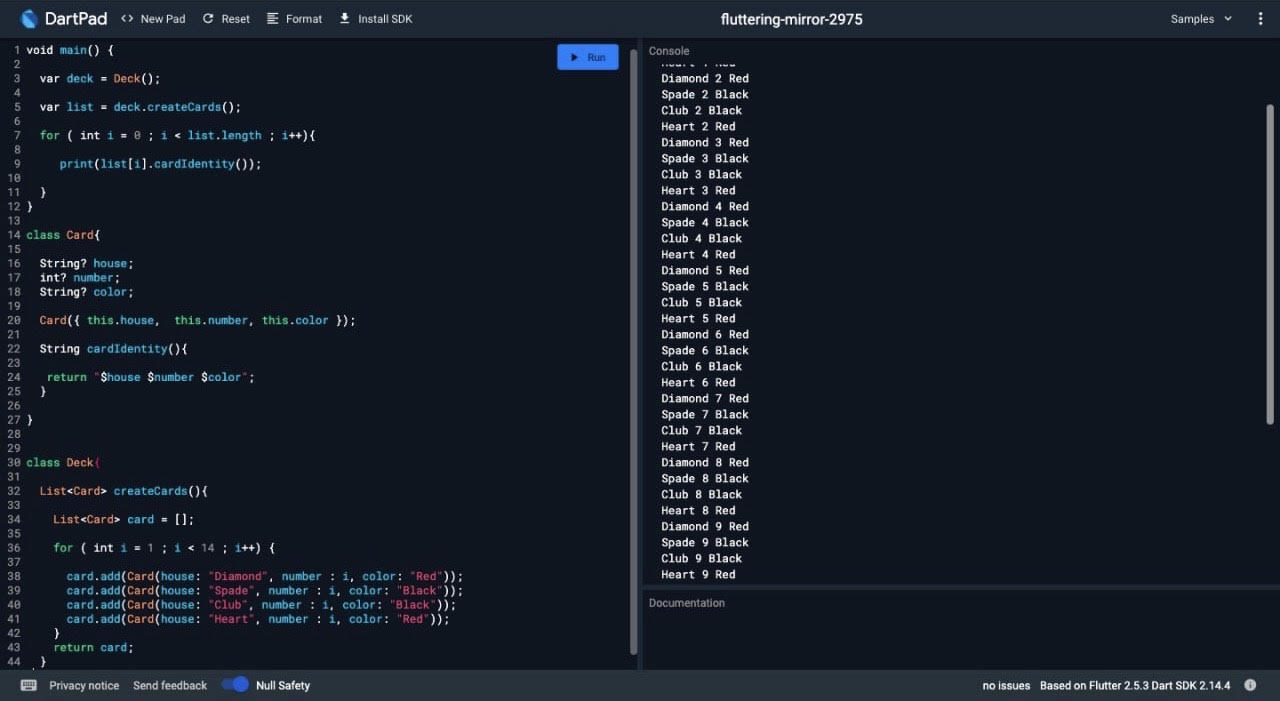 DartPad <> New Pad Reset Format Install SDK fluttering-mirror-2975 Samples
Run
1 void main() {
2
3 var deck = Deck();
4
5 var list = deck.createCards();
6
7 for ( int i = 0 ; i < list.length ; i++){
8
9 print(list[i].cardIdentity());
10
11 }
12 }
13
14 class Card{
15
16 String? house;
17 int? number;
18 String? color;
19
20 Card({ this.house,  this.number, this.color });
21
22 String cardIdentity(){
23
24 return "$house $number $color";
25 }
26
27 }
28
29
30 class Deck{
31
32 List<Card> createCards(){
33
34 List<Card> card = [];
35
36 for ( int i = 1 ; i < 14 ; i++) {
37
38 card.add(Card(house: "Diamond", number : i, color: "Red"));
39 card.add(Card(house: "Spade", number : i, color: "Black"));
40 card.add(Card(house: "Club", number : i, color: "Black"));
41 card.add(Card(house: "Heart", number : i, color: "Red"));
42 }
43 return card;
44 }
Console
Diamond 2 Red
Spade 2 Black
Club 2 Black
Heart 2 Red
Diamond 3 Red
Spade 3 Black
Club 3 Black
Heart 3 Red
Diamond 4 Red
Spade 4 Black
Club 4 Black
Heart 4 Red
Diamond 5 Red
Spade 5 Black
Club 5 Black
Heart 5 Red
Diamond 6 Red
Spade 6 Black
Club 6 Black
Heart 6 Red
Diamond 7 Red
Spade 7 Black
Club 7 Black
Heart 7 Red
Diamond 8 Red
Spade 8 Black
Club 8 Black
Heart 8 Red
Diamond 9 Red
Spade 9 Black
Club 9 Black
Heart 9 Red
Documentation
Privacy notice Send feedback Null Safety no issues Based on Flutter 2.5.3 Dart SDK 2.14.4